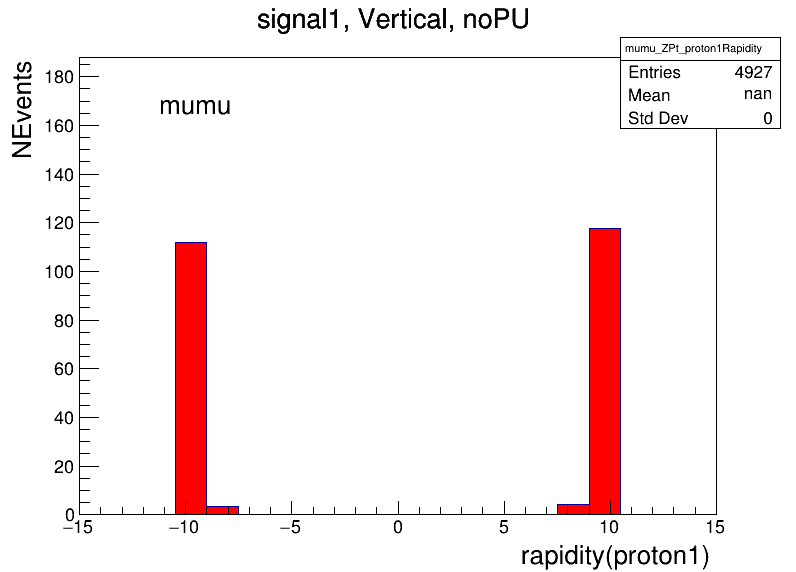 signal1, Vertical, noPU
mumu_ZPt_proton1Rapidity
Entries 4927
Mean nan
Std Dev 0
NEvents
mumu
180
160
140
120
100
80
60
40
20
0
−15 −10 −5 0 5 10 15
rapidity(proton1)